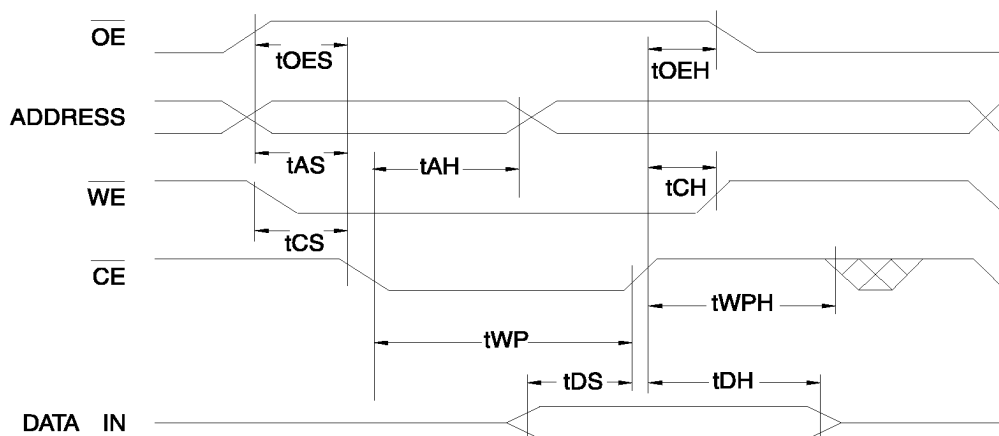 OE
tOES
tOEH
ADDRESS
tAS
tAH
tCH
WE
tCS
CE
tWPH
tWP
tDS
tDH
DATA IN